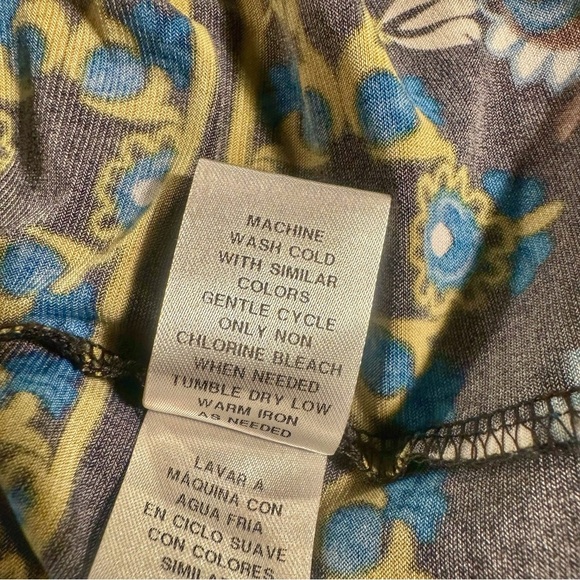 MACHINE
WASH COLD
WITH SIMILAR
COLORS
GENTLE CYCLE
ONLY NON
CHLORINE BLEACH
WHEN NEEDED
TUMBLE DRY LOW
WARM IRON
AS NEEDED
LAVAR A
MÁQUINA CON
AGUA FRIA
EN CICLO SUAVE
CON COLORES